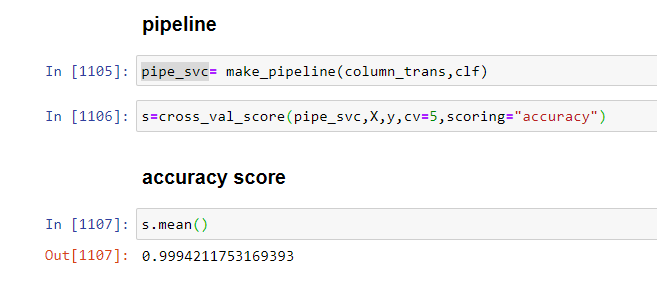 pipeline
In [1105]: pipe_svc= make_pipeline(column_trans,clf)
In [1106]: s=cross_val_score(pipe_svc,X,y,cv=5,scoring="accuracy")
accuracy score
In [1107]: s.mean()
Out[1107]: 0.9994211753169393